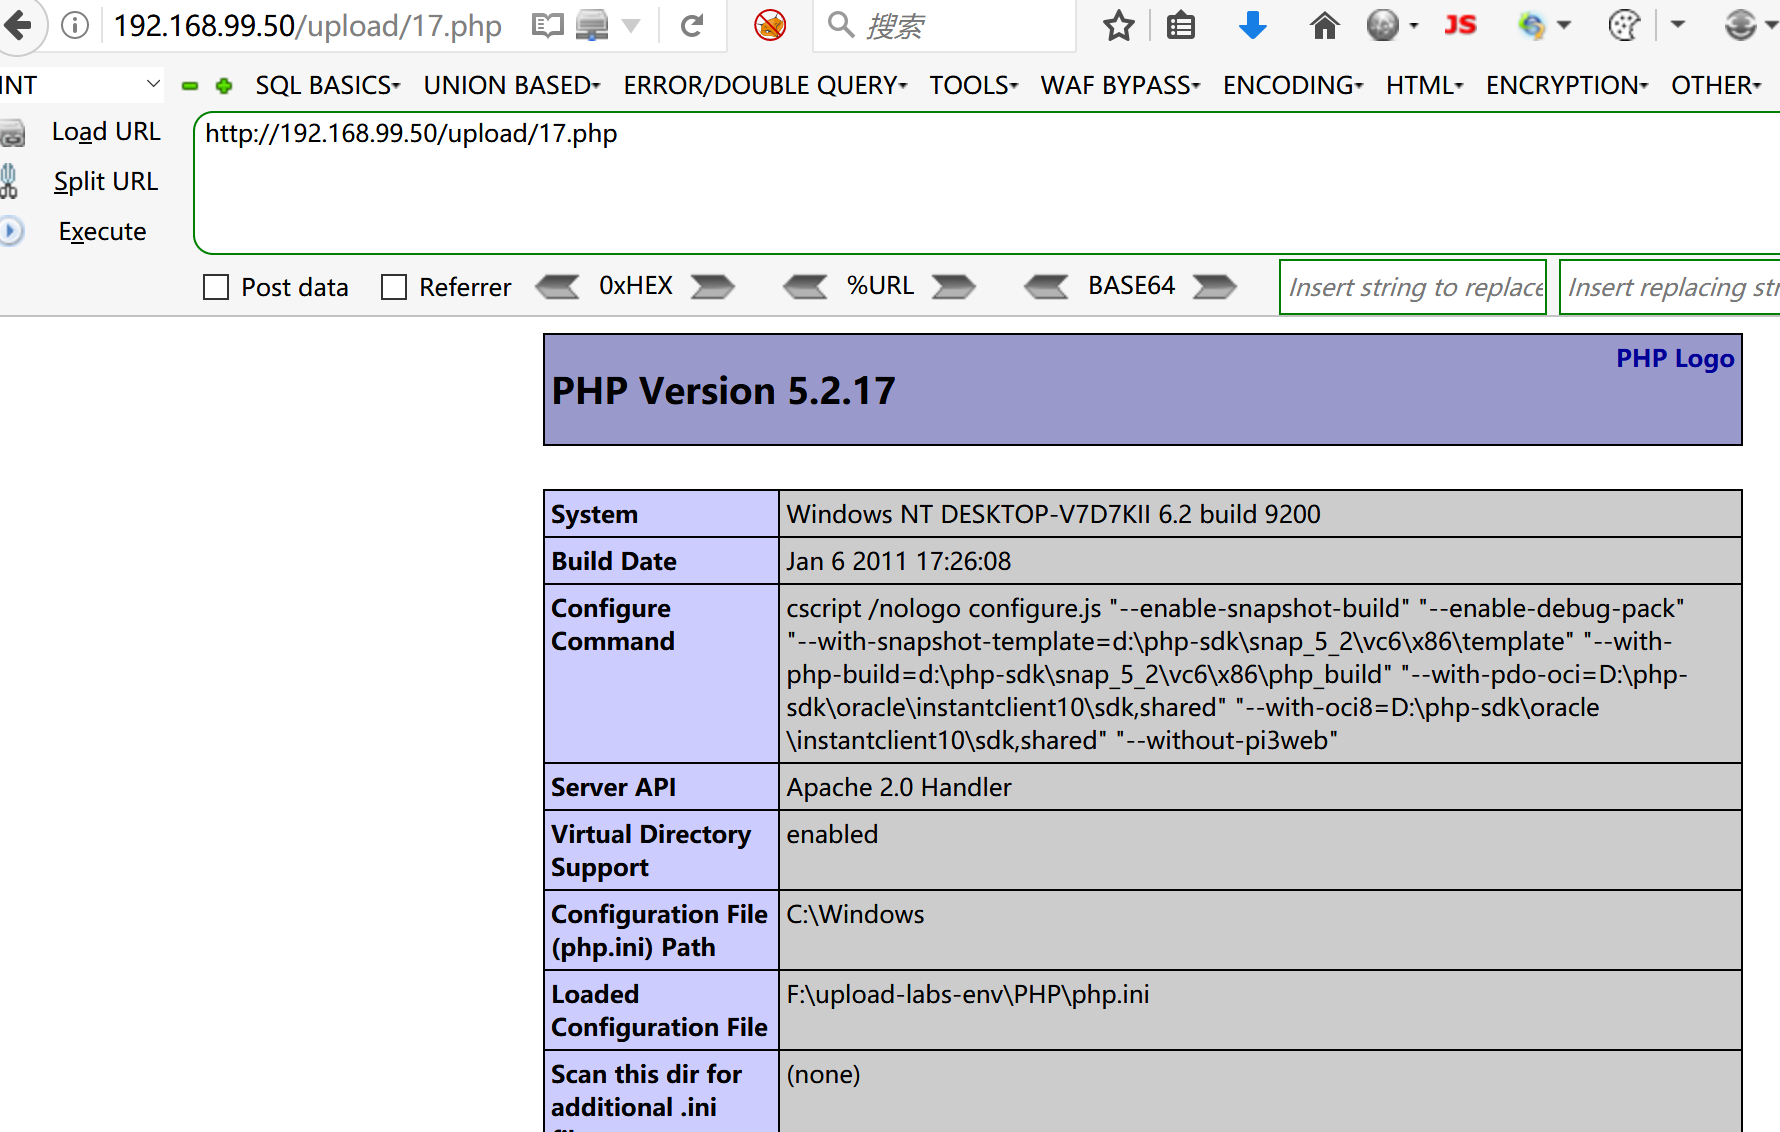 192.168.99.50/upload/17.php 搜索 JS
INT SQL BASICS UNION BASED ERROR/DOUBLE QUERY TOOLS WAF BYPASS ENCODING HTML ENCRYPTION OTHER
Load URL http://192.168.99.50/upload/17.php
Split URL
Execute
Post data Referrer 0xHEX %URL BASE64 Insert string to replace Insert replacing str
PHP Logo
PHP Version 5.2.17
System Windows NT DESKTOP-V7D7KII 6.2 build 9200
Build Date Jan 6 2011 17:26:08
Configure cscript /nologo configure.js "--enable-snapshot-build" "--enable-debug-pack"
Command "--with-snapshot-template=d:\php-sdk\snap_5_2\vc6\x86\template" "--with-
php-build=d:\php-sdk\snap_5_2\vc6\x86\php_build" "--with-pdo-oci=D:\php-
sdk\oracle\instantclient10\sdk,shared" "--with-oci8=D:\php-sdk\oracle
\instantclient10\sdk,shared" "--without-pi3web"
Server API Apache 2.0 Handler
Virtual Directory enabled
Support
Configuration File C:\Windows
(php.ini) Path
Loaded F:\upload-labs-env\PHP\php.ini
Configuration File
Scan this dir for (none)
additional .ini